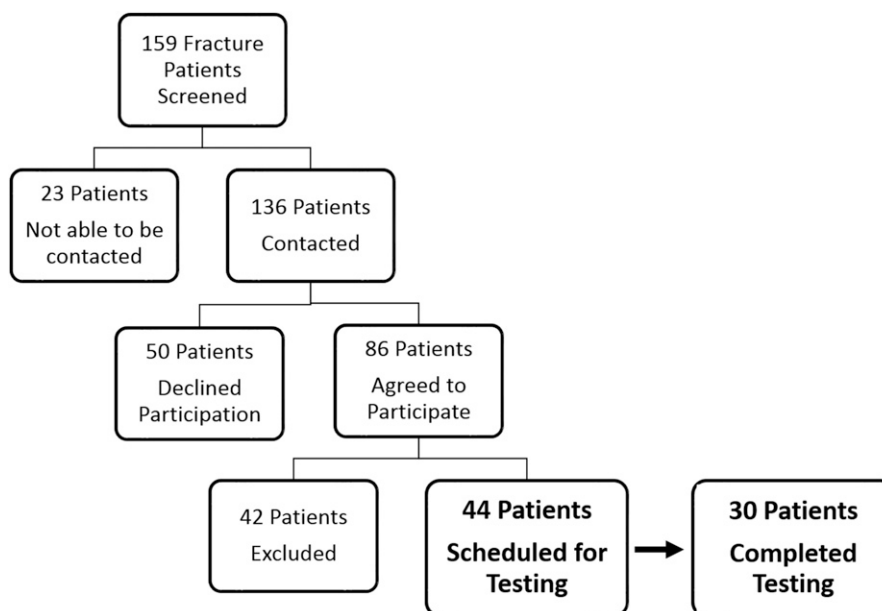 159 Fracture
Patients
Screened
23 Patients
Not able to be
contacted
136 Patients
Contacted
50 Patients
Declined
Participation
86 Patients
Agreed to
Participate
42 Patients
Excluded
44 Patients
Scheduled for
Testing
30 Patients
Completed
Testing